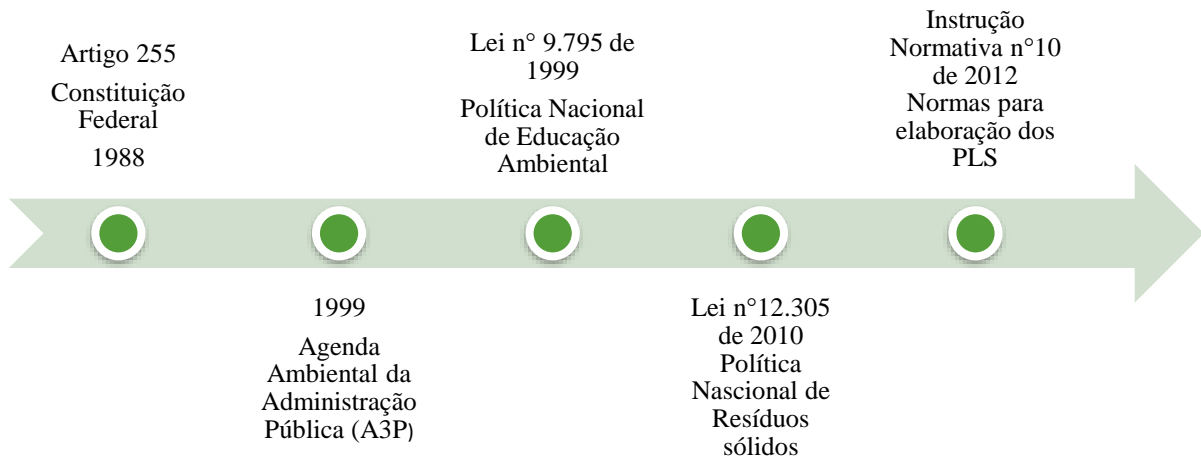 Artigo 255
Constituição
Federal
1988
1999
Agenda
Ambiental da
Administração
Pública (A3P)
Lei n° 9.795 de
1999
Política Nacional
de Educação
Ambiental
Lei n°12.305
de 2010
Política
Nascional de
Resíduos
sólidos
Instrução
Normativa n°10
de 2012
Normas para
elaboração dos
PLS